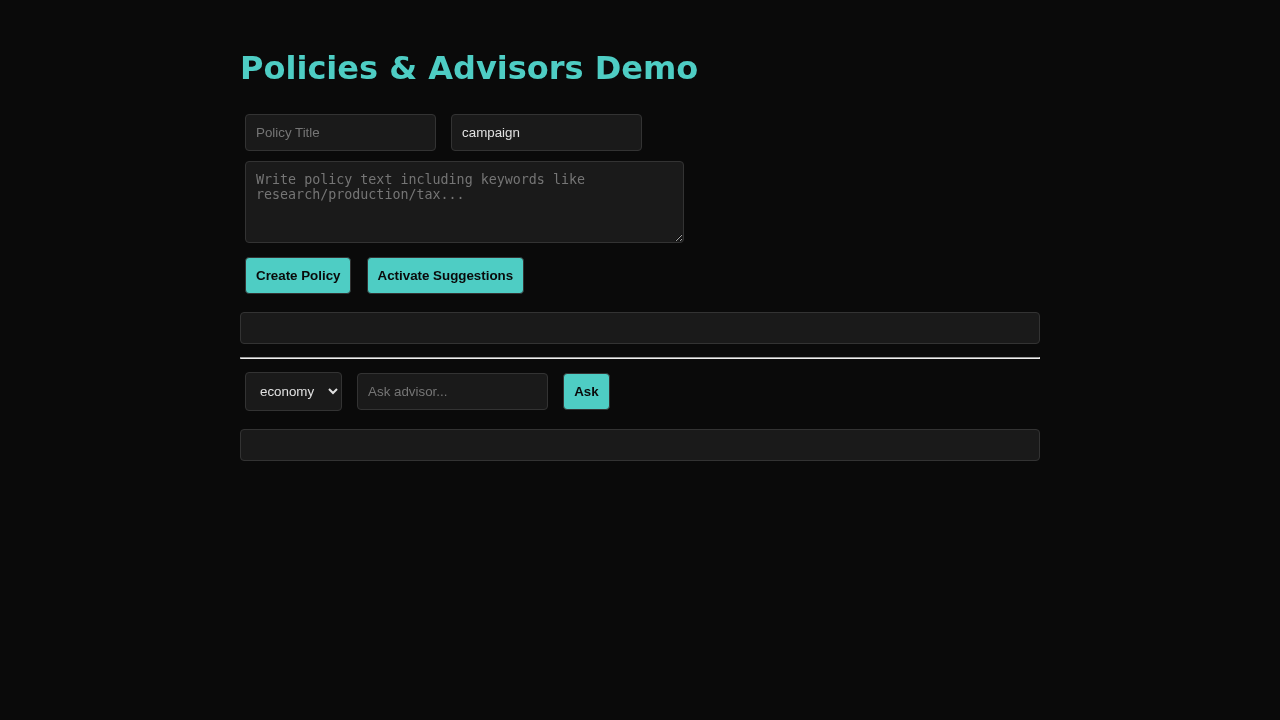 Policies & Advisors Demo
Policy Title
campaign
Write policy text including keywords like
research/production/tax...
Create Policy
Activate Suggestions
economy
Ask advisor...
Ask